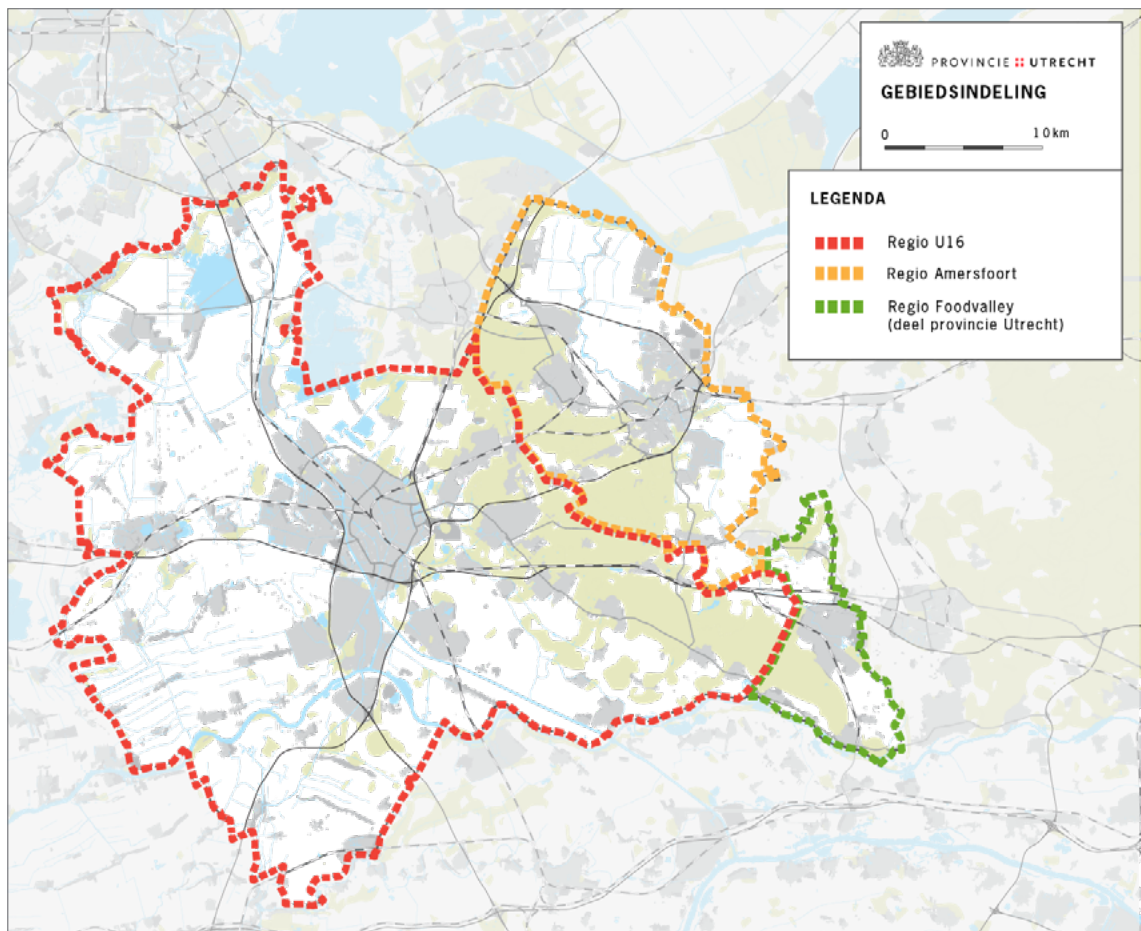 PROVINCIE UTRECHT
GEBIEDSINDELING
0 10km
LEGENDA
Regio U16
Regio Amersfoort
Regio Foodvalley
(deel provincie Utrecht)